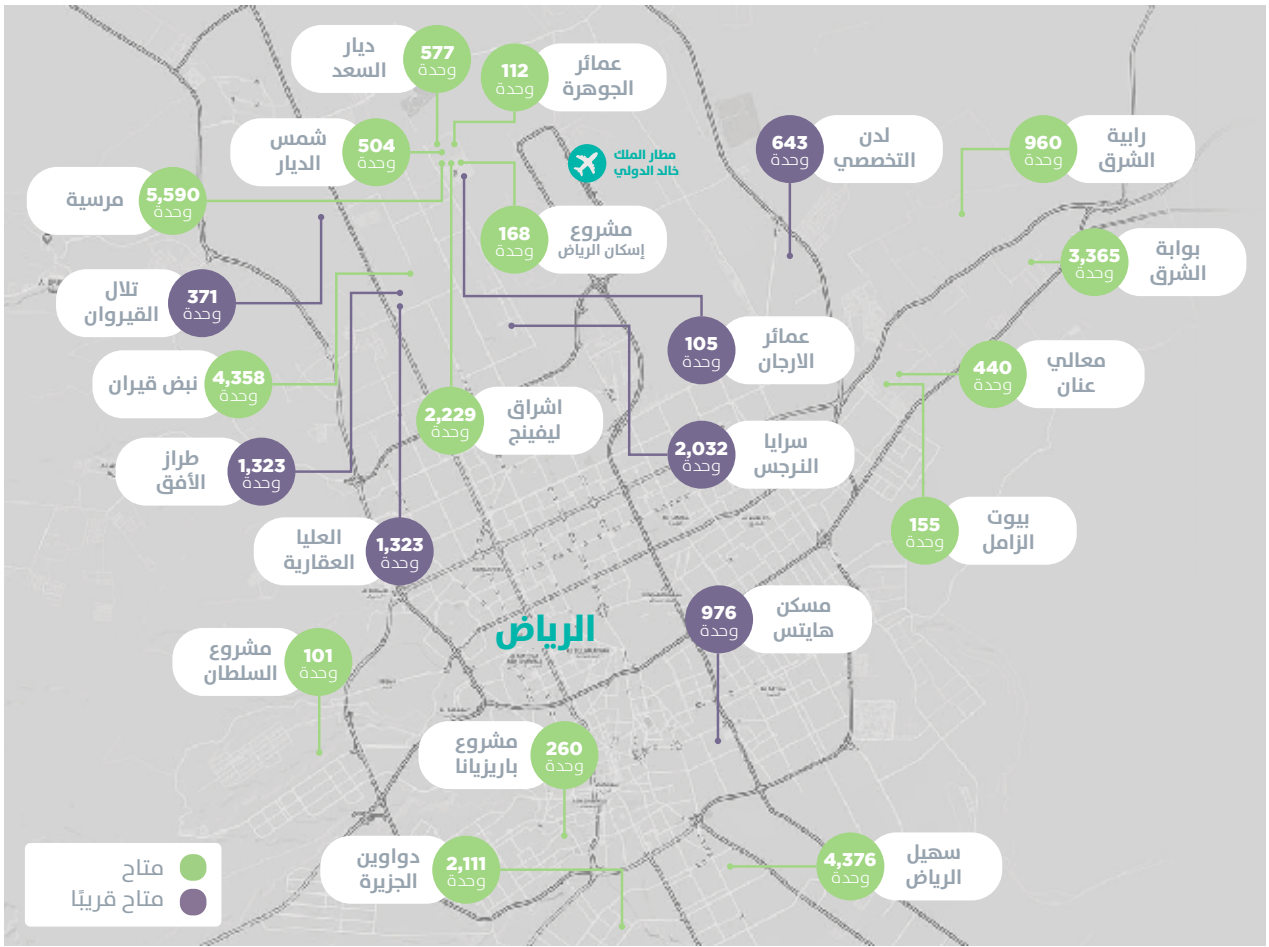 ديار
السعد
577
وحدة
عمائر
الجوهرة
112
وحدة
شمس
الديار
504
وحدة
مرسية
5,590
وحدة
مطار الملك
خالد الدولي
مشروع
إسكان الرياض
168
وحدة
لدن
التخصصي
643
وحدة
رابية
الشرق
960
وحدة
بوابة
الشرق
3,365
وحدة
تلال
القيروان
371
وحدة
عمائر
الارجان
105
وحدة
معالي
عنان
440
وحدة
نبض قيران
4,358
وحدة
اشراق
ليفينج
2,229
وحدة
سرايا
النرجس
2,032
وحدة
طراز
الأفق
1,323
وحدة
بيوت
الزامل
155
وحدة
العليا
العقارية
1,323
وحدة
مسكن
هايتس
976
وحدة
الرياض
مشروع
السلطان
101
وحدة
مشروع
باريزيانا
260
وحدة
دواوين
الجزيرة
2,111
وحدة
سهيل
الرياض
4,376
وحدة
متاح
متاح قريبًا